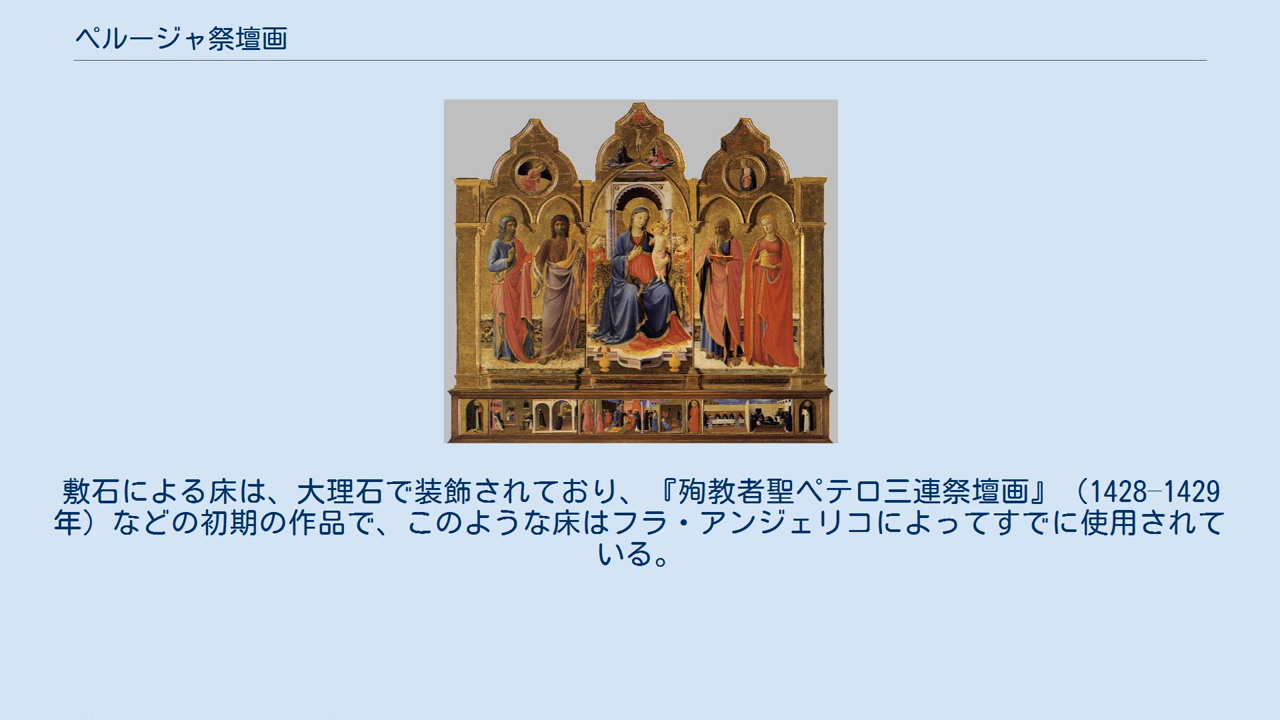 ペルージャ祭壇画
敷石による床は、大理石で装飾されており、『殉教者聖ペテロ三連祭壇画』（1428–1429
年）などの初期の作品で、このような床はフラ・アンジェリコによってすでに使用されて
いる。